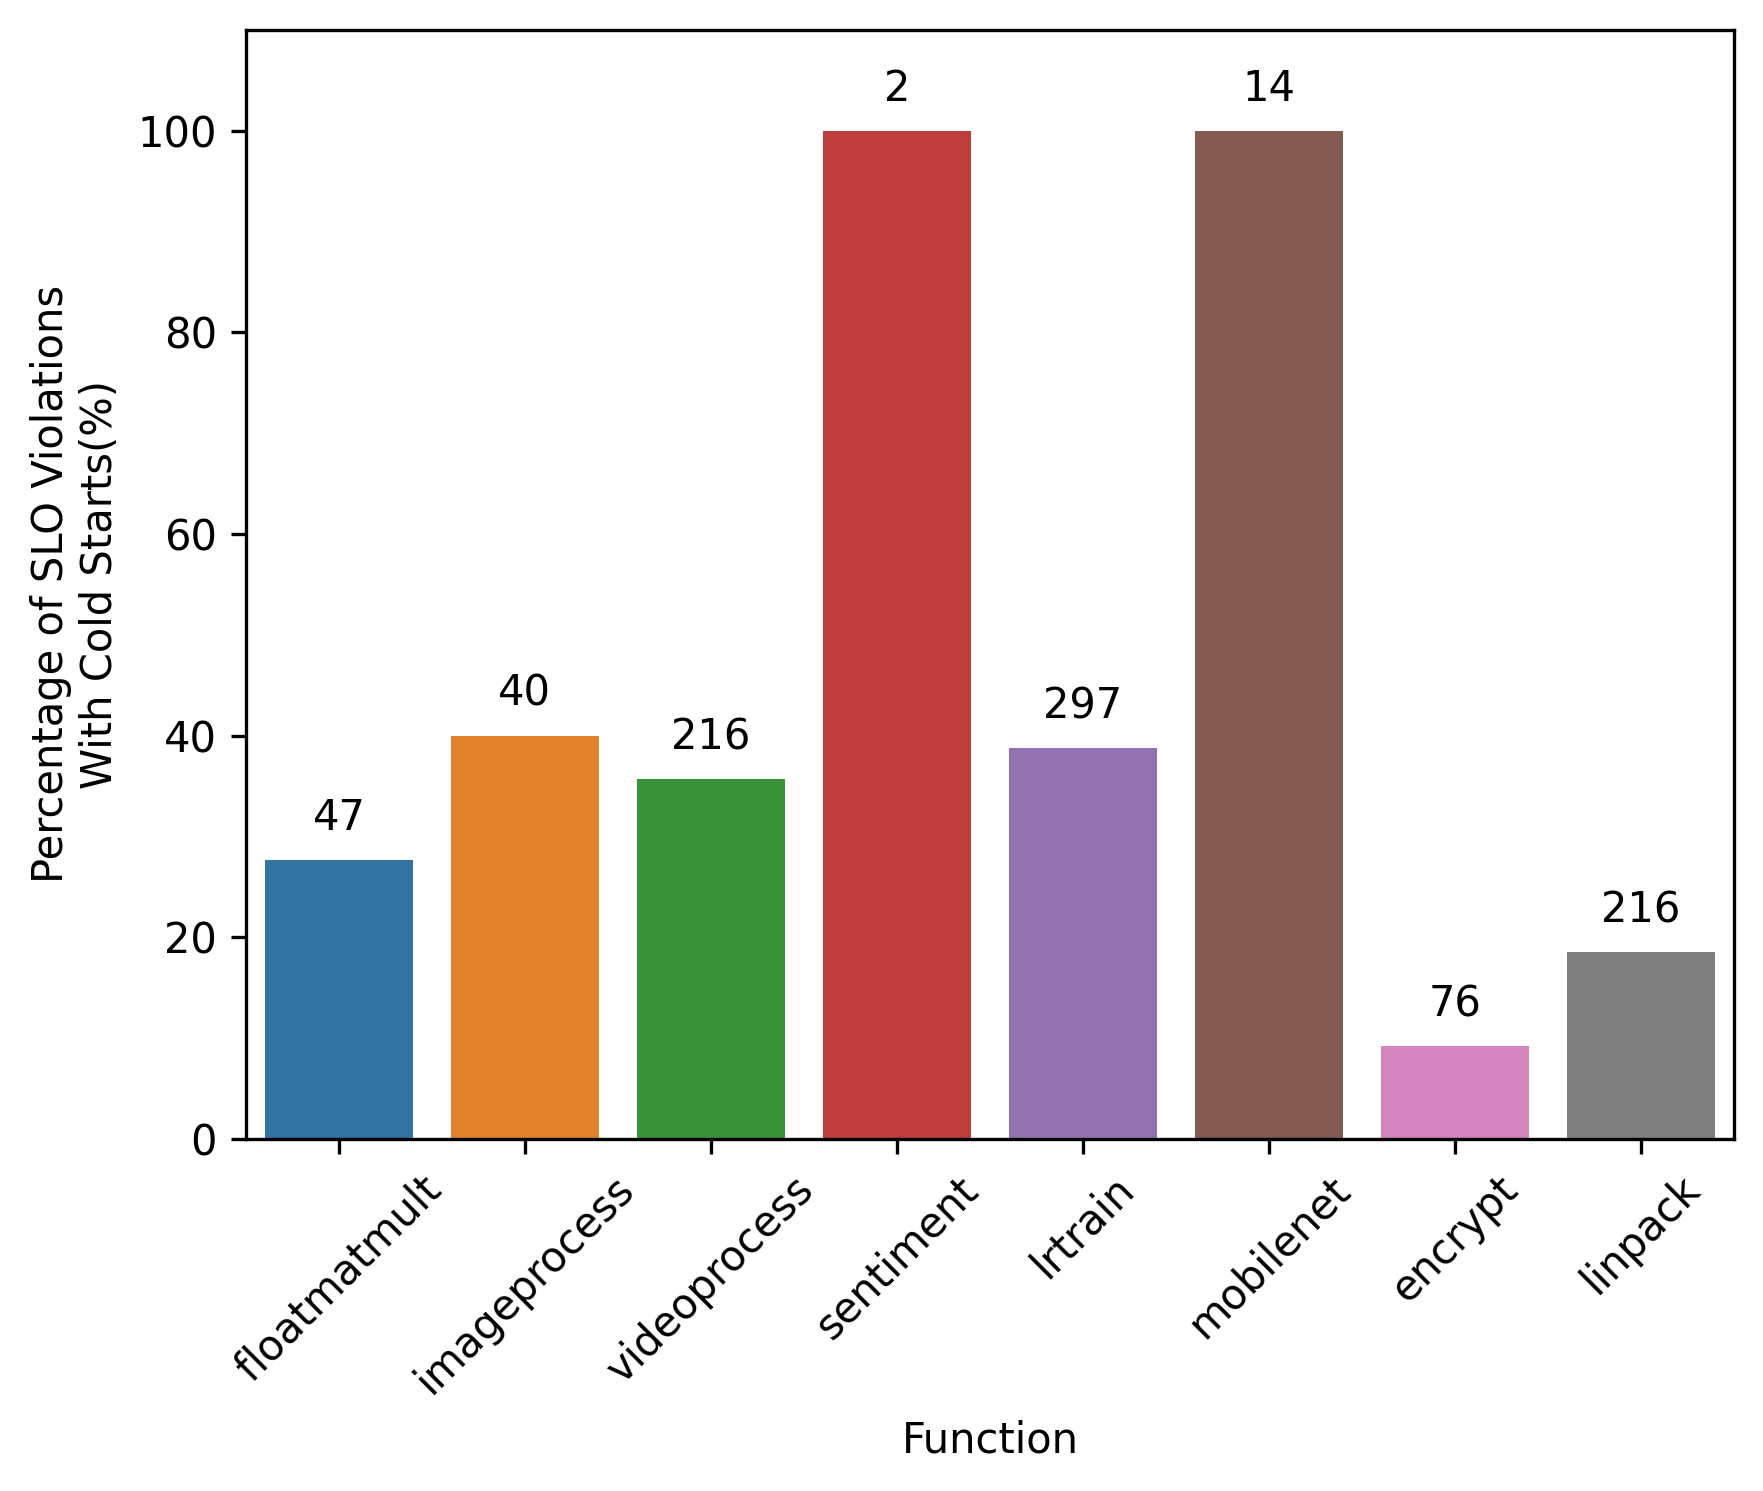 Percentage of SLO Violations
With Cold Starts(%)
100
80
60
40
20
0
47
40
216
2
297
14
76
216
floatmatmult
imageprocess
videoprocess
sentiment
lrtrain
mobilenet
encrypt
linpack
Function